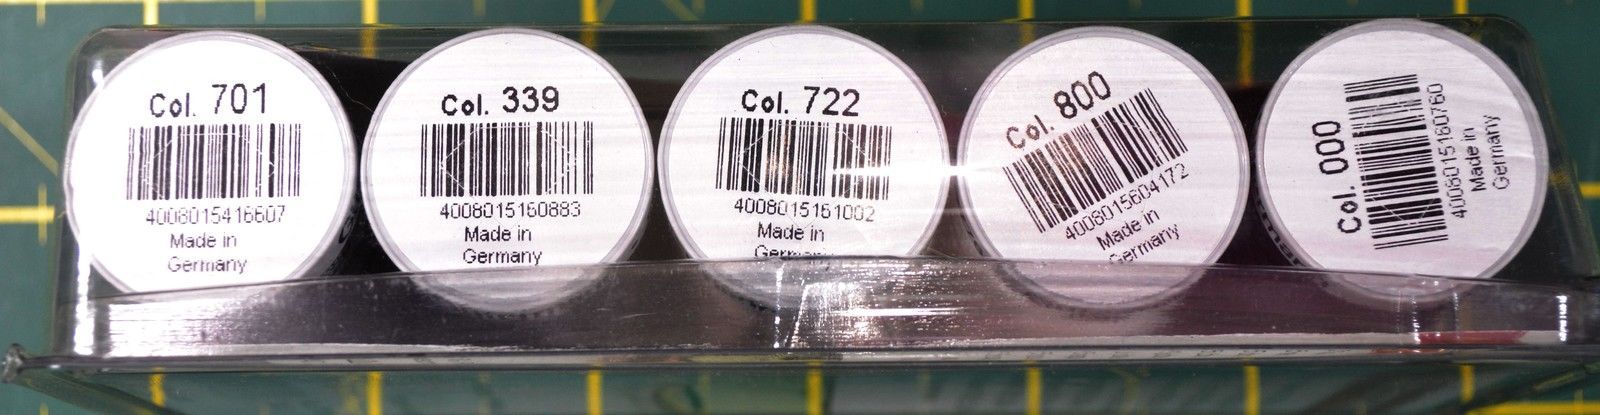 Col. 701
4008015416607
Made in
Germany
Col. 339
4008015160883
Made in
Germany
Col. 722
4008015161002
Made in
Germany
Col. 800
4008015604172
Made in
Germany
Col. 000
4008015160760
Made in
Germany